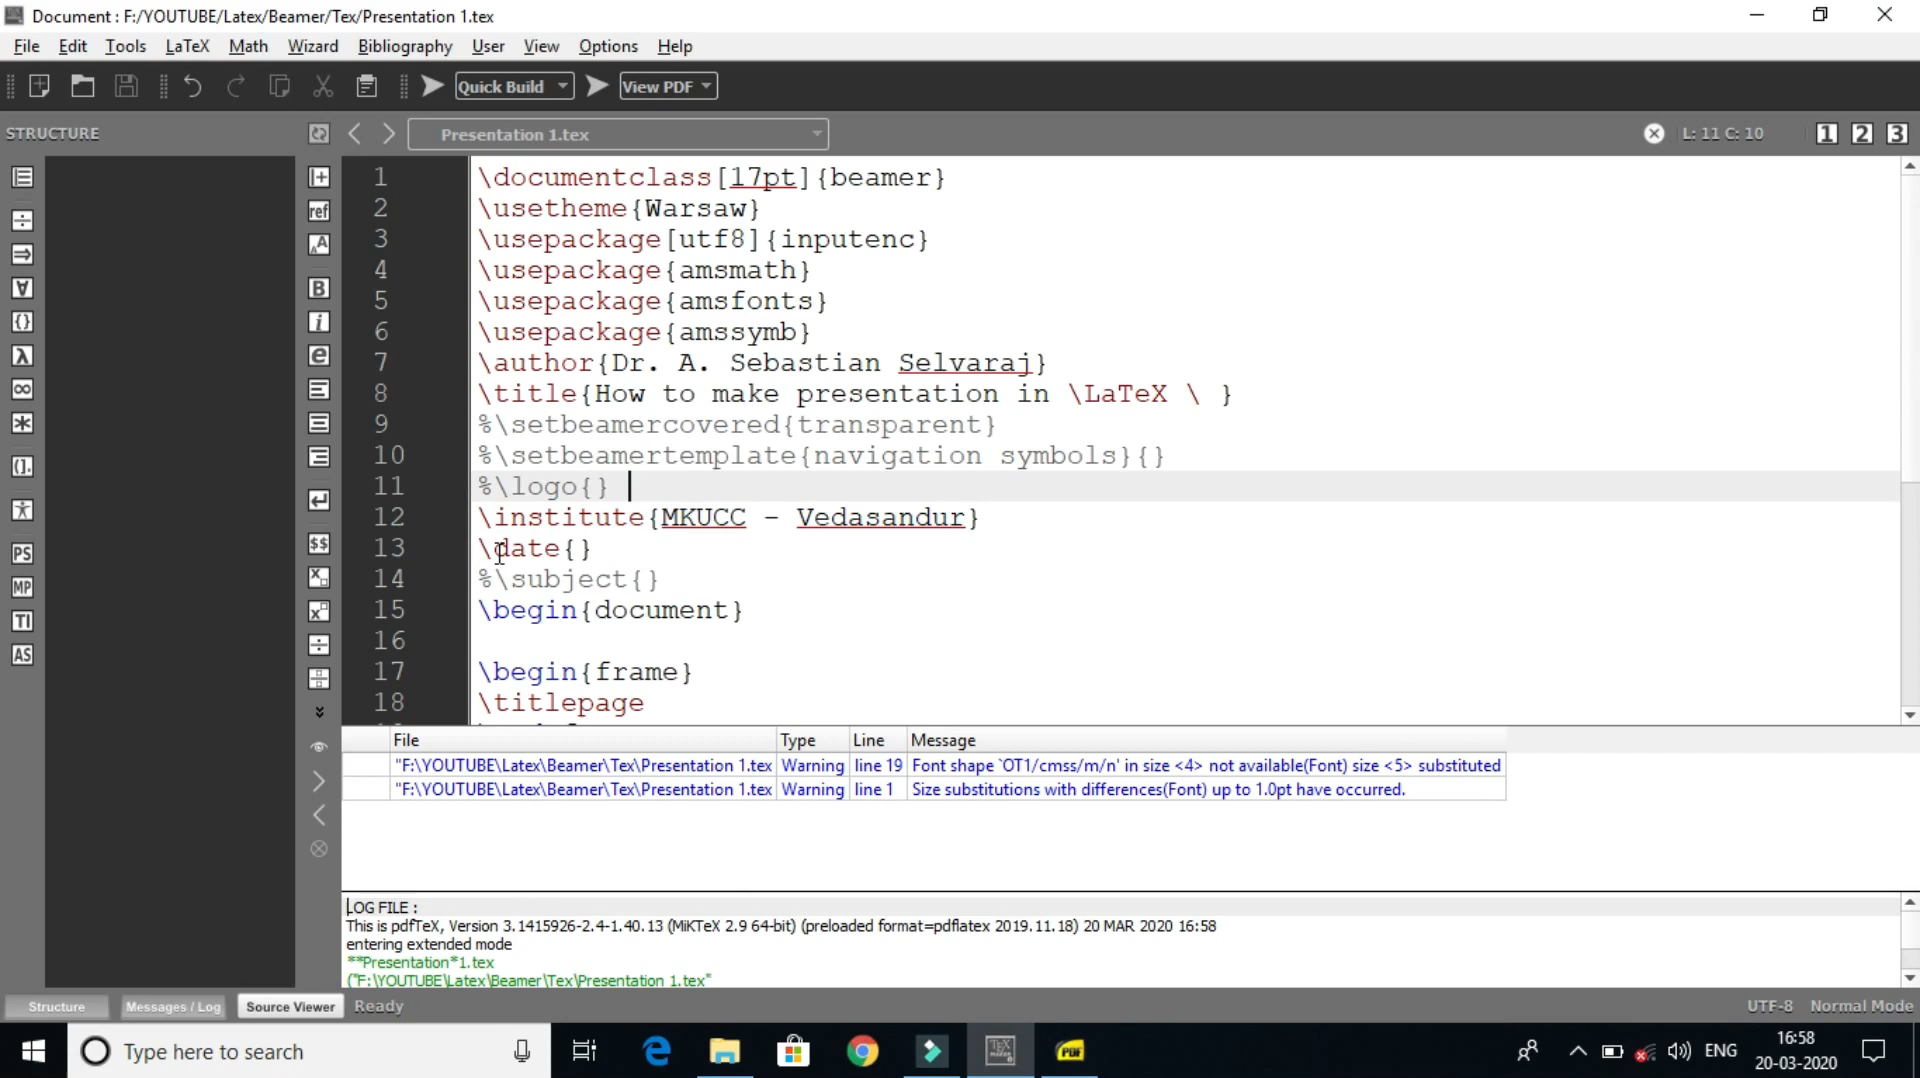 Document : F:/YOUTUBE/Latex/Beamer/Tex/Presentation 1.tex
File Edit Tools LaTeX Math Wizard Bibliography User View Options Help
Quick Build View PDF
STRUCTURE Presentation 1.tex L: 11 C: 10 1 2 3
1 \documentclass[17pt]{beamer}
2 \usetheme{Warsaw}
3 \usepackage[utf8]{inputenc}
4 \usepackage{amsmath}
5 \usepackage{amsfonts}
6 \usepackage{amssymb}
7 \author{Dr. A. Sebastian Selvaraj}
8 \title{How to make presentation in \LaTeX \ }
9 %\setbeamercovered{transparent}
10 %\setbeamertemplate{navigation symbols}{}
11 %\logo{}
12 \institute{MKUCC - Vedasandur}
13 \date{}
14 %\subject{}
15 \begin{document}
16
17 \begin{frame}
18 \titlepage
ref
PS
MP
TI
AS
File Type Line Message
"F:\YOUTUBE\Latex\Beamer\Tex\Presentation 1.tex Warning line 19 Font shape `OT1/cmss/m/n' in size <4> not available(Font) size <5> substituted
"F:\YOUTUBE\Latex\Beamer\Tex\Presentation 1.tex Warning line 1 Size substitutions with differences(Font) up to 1.0pt have occurred.
LOG FILE :
This is pdfTeX, Version 3.1415926-2.4-1.40.13 (MiKTeX 2.9 64-bit) (preloaded format=pdflatex 2019.11.18) 20 MAR 2020 16:58
entering extended mode
**Presentation*1.tex
("F:\YOUTUBE\Latex\Beamer\Tex\Presentation 1.tex"
Structure Messages / Log Source Viewer Ready UTF-8 Normal Mode
Type here to search ENG 16:58
20-03-2020